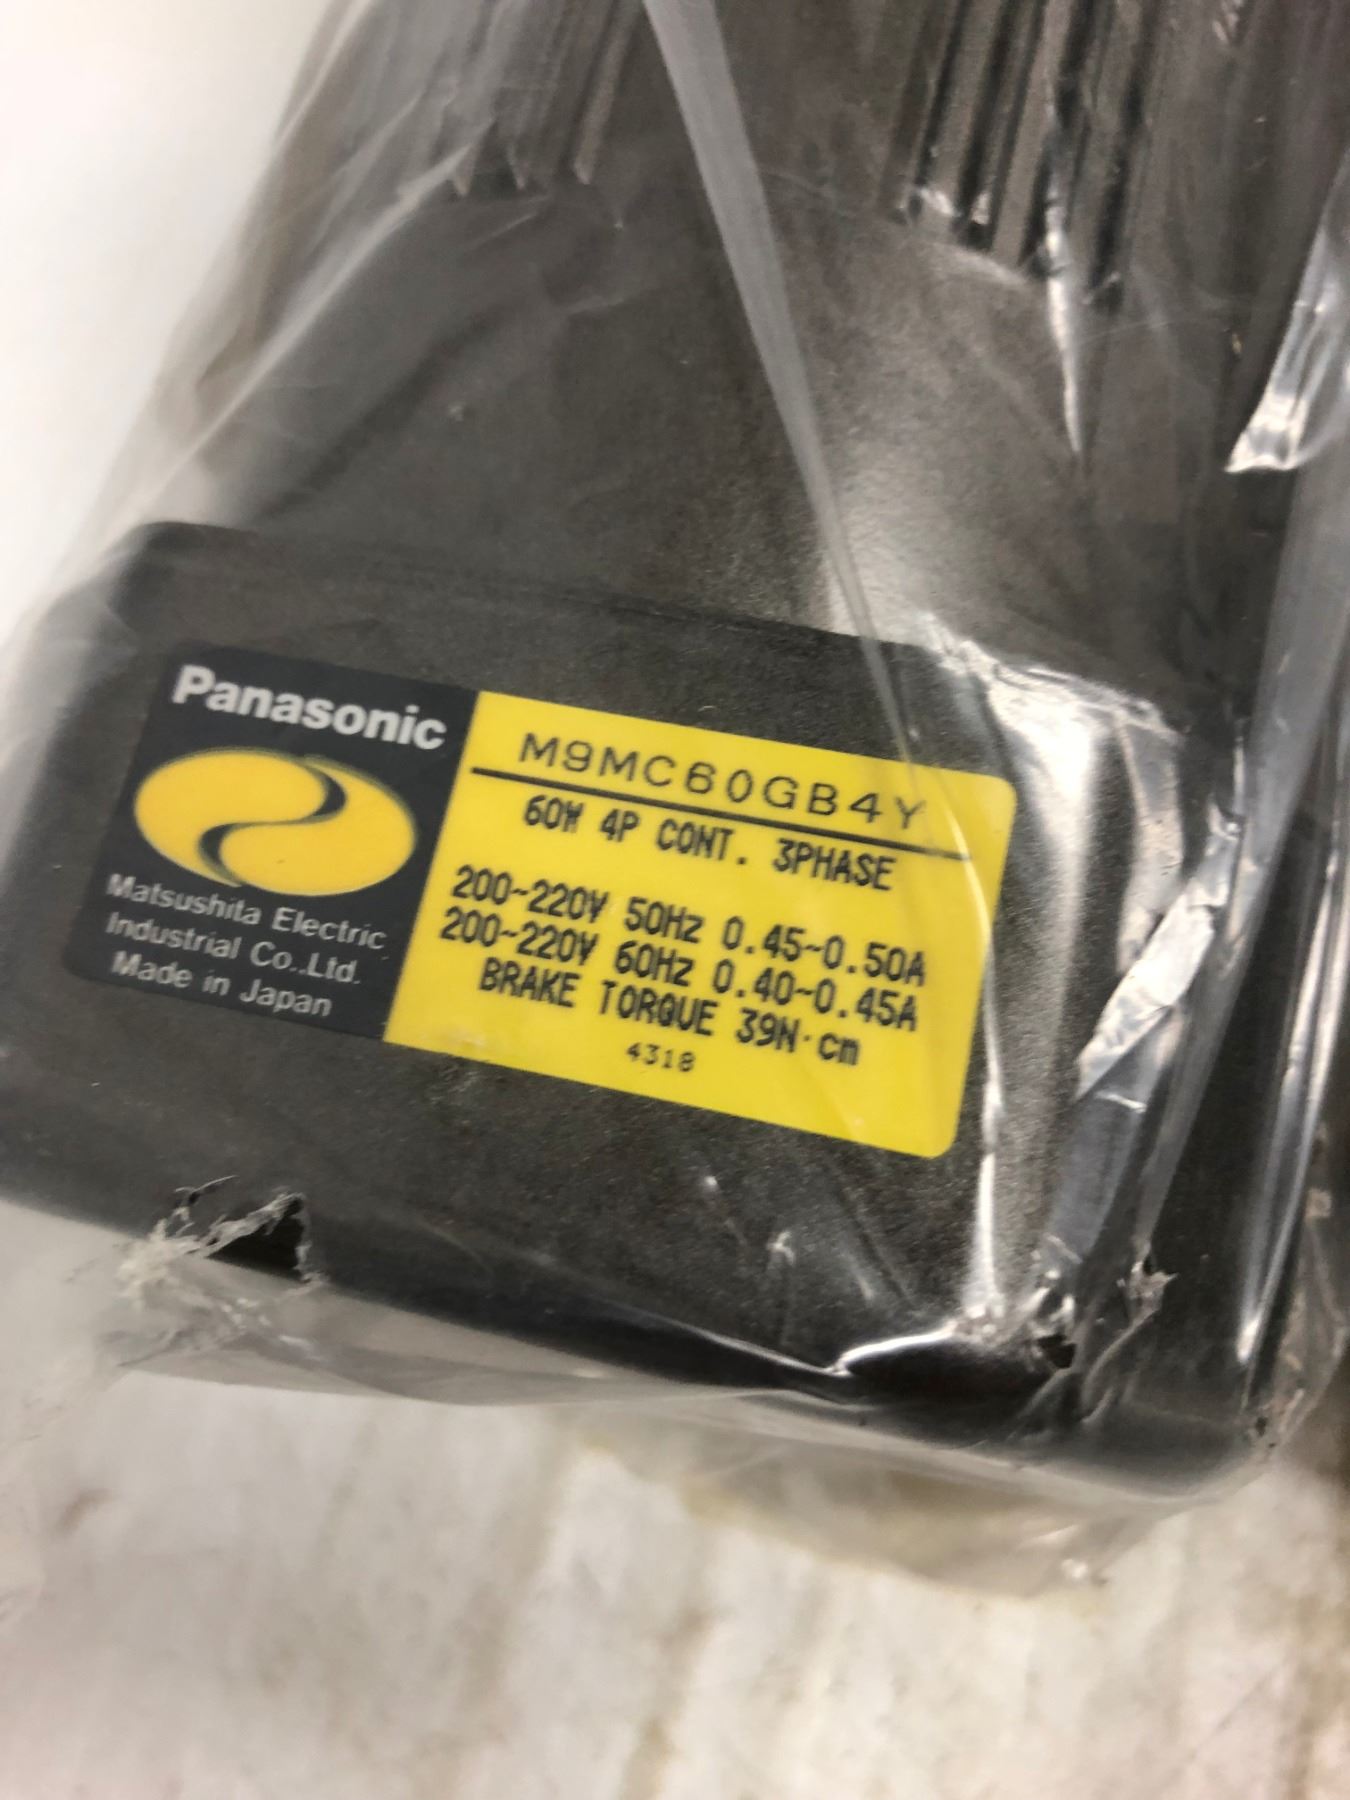 Panasonic
Matsushita Electric
Industrial Co.,Ltd.
Made in Japan
M9MC60GB4Y
60W 4P CONT. 3PHASE
200~220V 50Hz 0.45~0.50A
200~220V 60Hz 0.40~0.45A
BRAKE TORQUE 39N·cm
4318